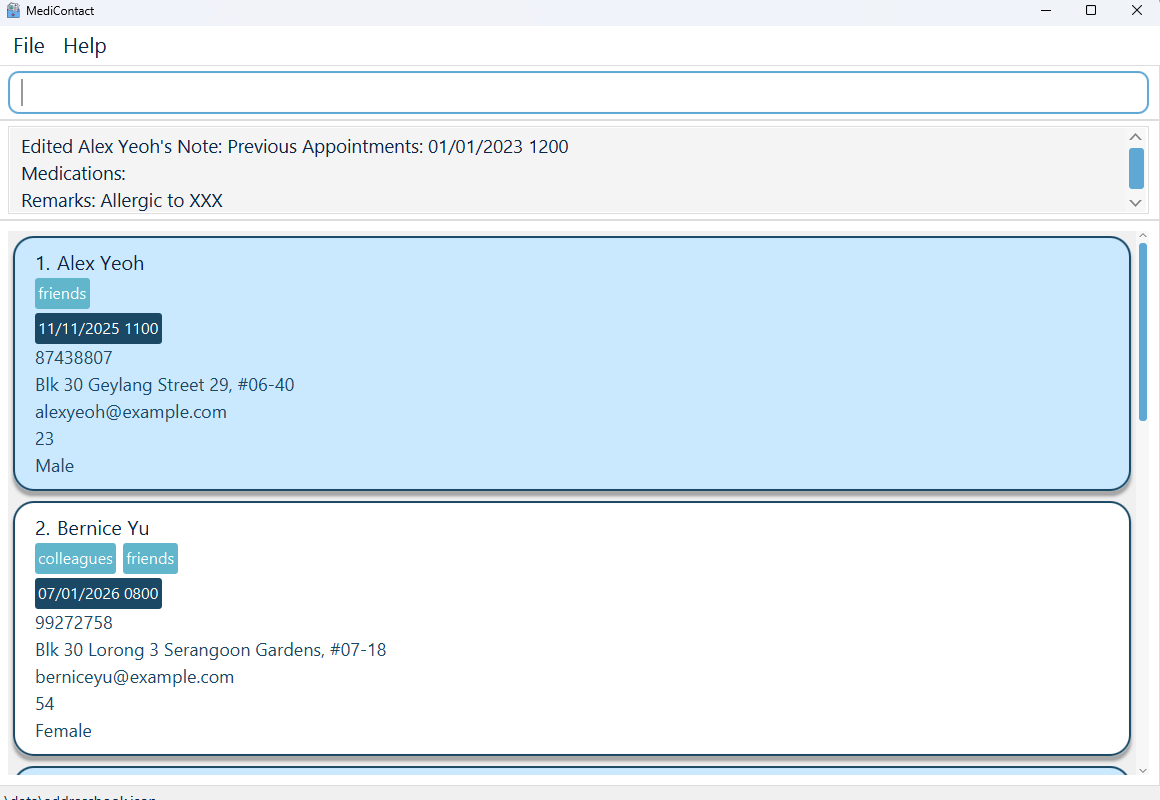 MediContact
File Help
Edited Alex Yeoh's Note: Previous Appointments: 01/01/2023 1200
Medications:
Remarks: Allergic to XXX
1. Alex Yeoh
friends
11/11/2025 1100
87438807
Blk 30 Geylang Street 29, #06-40
alexyeoh@example.com
23
Male
2. Bernice Yu
colleagues friends
07/01/2026 0800
99272758
Blk 30 Lorong 3 Serangoon Gardens, #07-18
berniceyu@example.com
54
Female